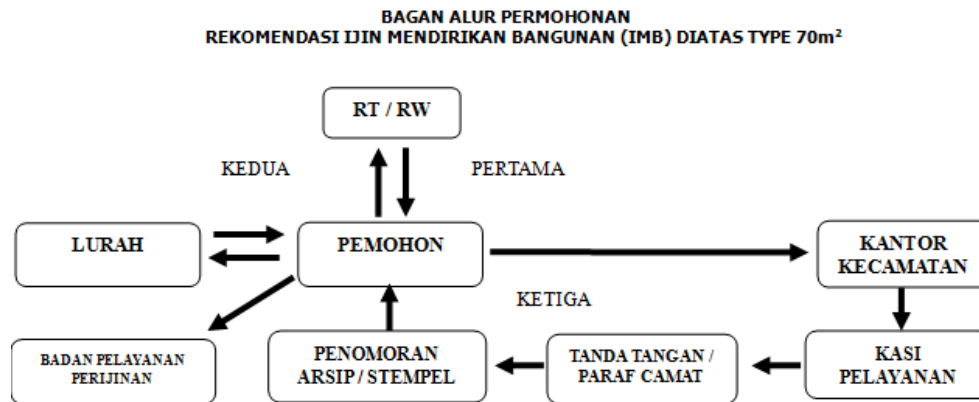 BAGAN ALUR PERMOHONAN
REKOMENDASI IJIN MENDIRIKAN BANGUNAN (IMB) DIATAS TYPE 70m²
RT / RW
KEDUA
PERTAMA
LURAH
PEMOHON
KANTOR
KECAMATAN
KETIGA
BADAN PELAYANAN
PERIJINAN
PENOMORAN
ARSIP / STEMPEL
TANDA TANGAN /
PARAF CAMAT
KASI
PELAYANAN